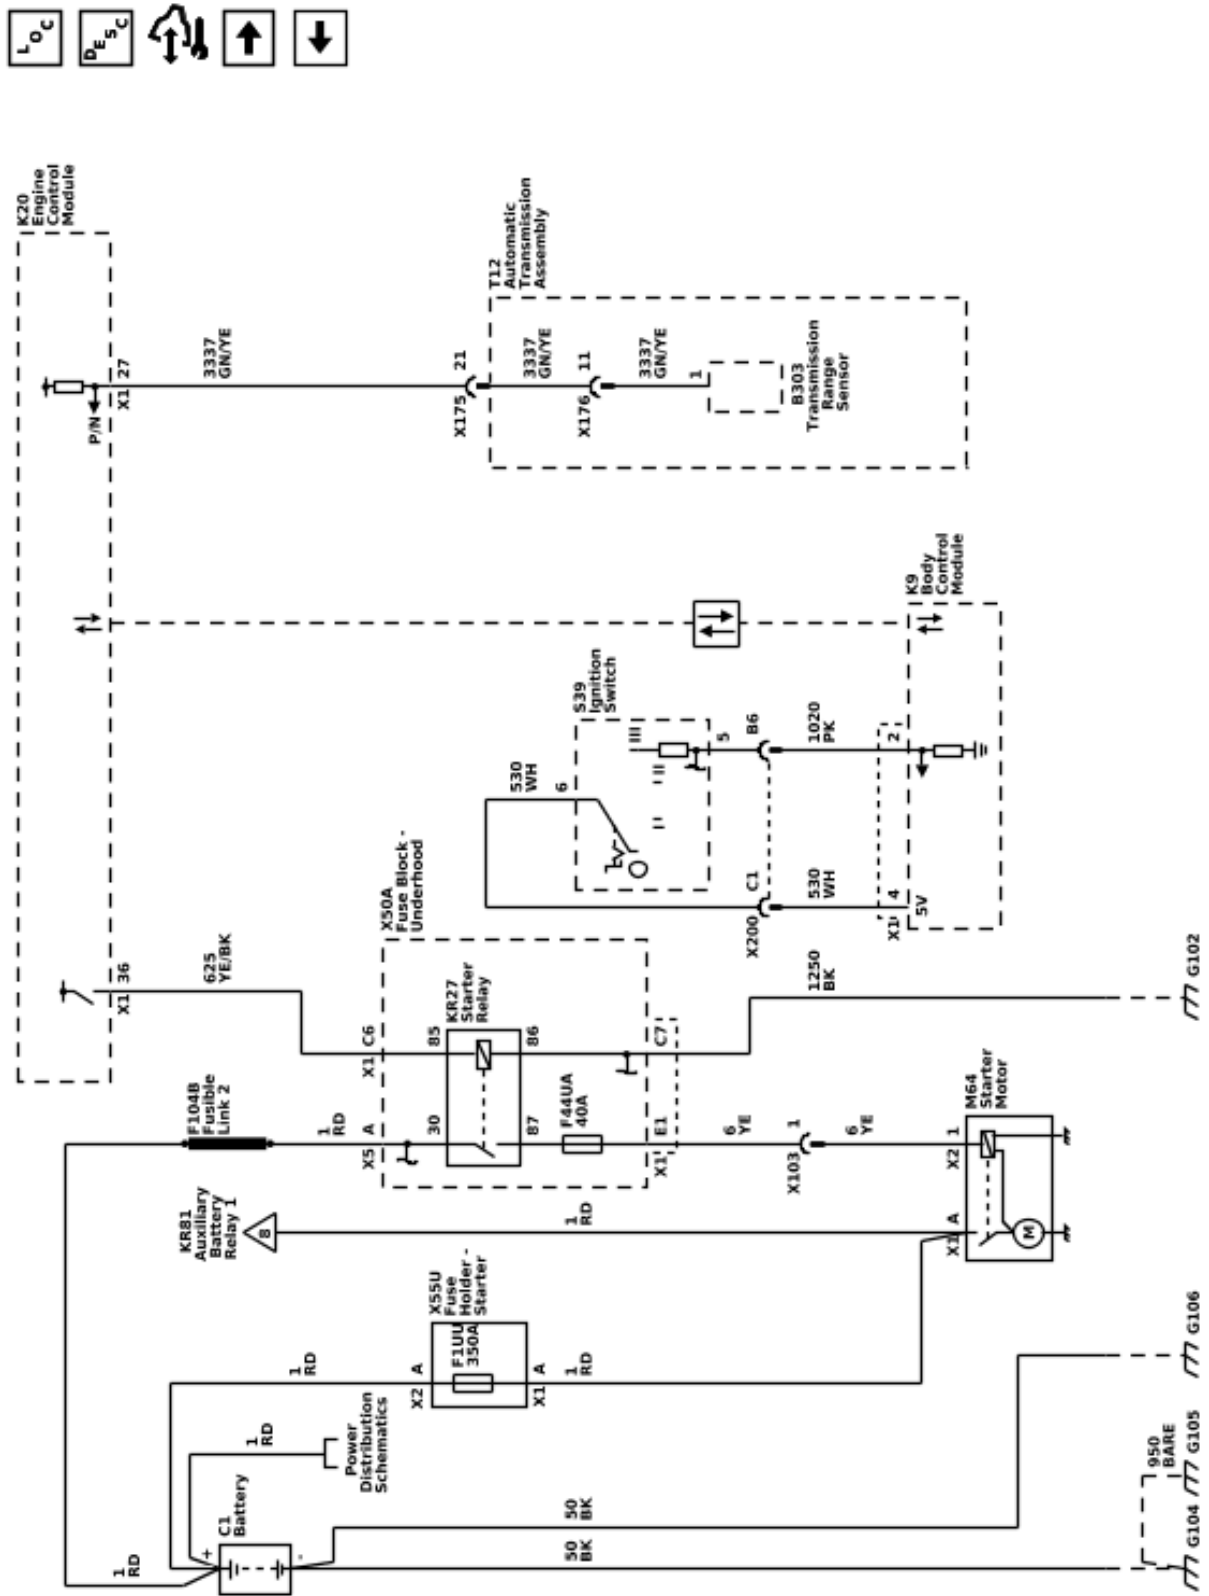 LOC
DESC
K20
Engine
Control
Module
P/N
X1
27
3337
GN/YE
X175
21
T12
Automatic
Transmission
Assembly
3337
GN/YE
X176
11
3337
GN/YE
1
B303
Transmission
Range
Sensor
X1
36
625
YE/BK
S39
Ignition
Switch
530
WH
6
III
II
I
5
X200
C1
B6
530
WH
1020
PK
X1
4
2
5V
K9
Body
Control
Module
F104B
Fusible
Link 2
1
RD
X5
A
X1
C6
X50A
Fuse Block -
Underhood
30
85
KR27
Starter
Relay
87
86
F44UA
40A
X1
E1
C7
1250
BK
G102
6
YE
X103
1
6
YE
X2
1
M64
Starter
Motor
X1
A
M
KR81
Auxiliary
Battery
Relay 1
8
1
RD
1
RD
X2
A
X55U
Fuse
Holder -
Starter
F1UU
350A
X1
A
1
RD
1
RD
Power
Distribution
Schematics
C1
Battery
1
RD
+
-
50
BK
50
BK
950
BARE
G104
G105
G106